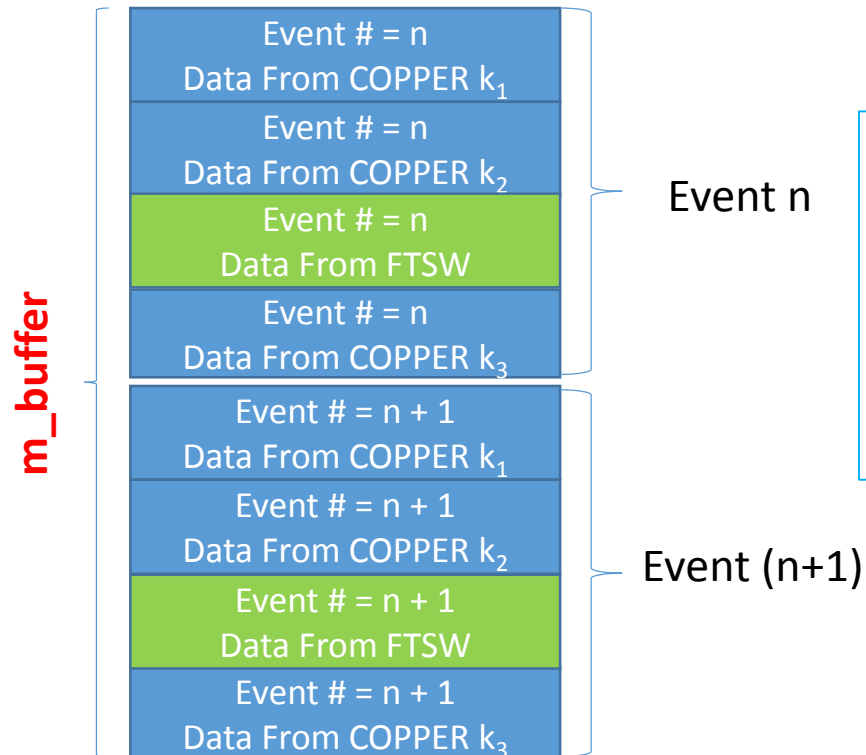 m_buffer
Event # = n
Data From COPPER k₁
Event # = n
Data From COPPER k₂
Event # = n
Data From FTSW
Event # = n
Data From COPPER k₃
Event n
Event # = n + 1
Data From COPPER k₁
Event # = n + 1
Data From COPPER k₂
Event # = n + 1
Data From FTSW
Event # = n + 1
Data From COPPER k₃
Event (n+1)